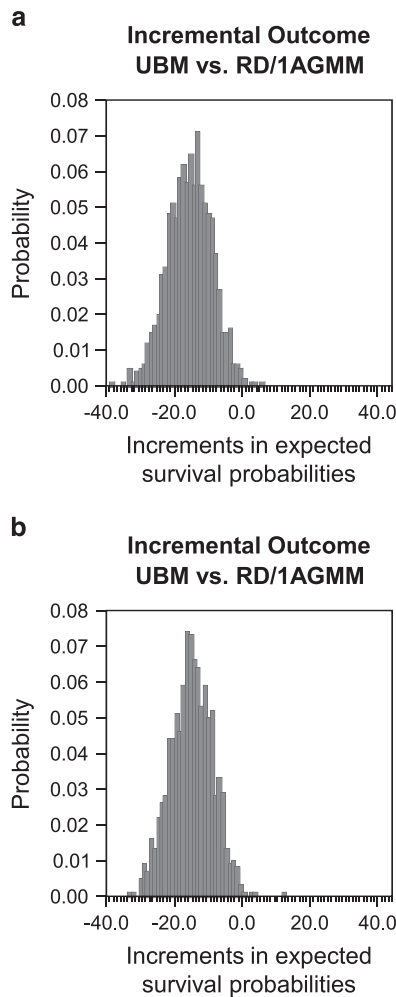 a
Incremental Outcome
UBM vs. RD/1AGMM
0.08
0.07
0.06
0.05
0.04
0.03
0.02
0.01
0.00
Probability
-40.0 -20.0 0.0 20.0 40.0
Increments in expected
survival probabilities
b
Incremental Outcome
UBM vs. RD/1AGMM
0.08
0.07
0.06
0.05
0.04
0.03
0.02
0.01
0.00
Probability
-40.0 -20.0 0.0 20.0 40.0
Increments in expected
survival probabilities